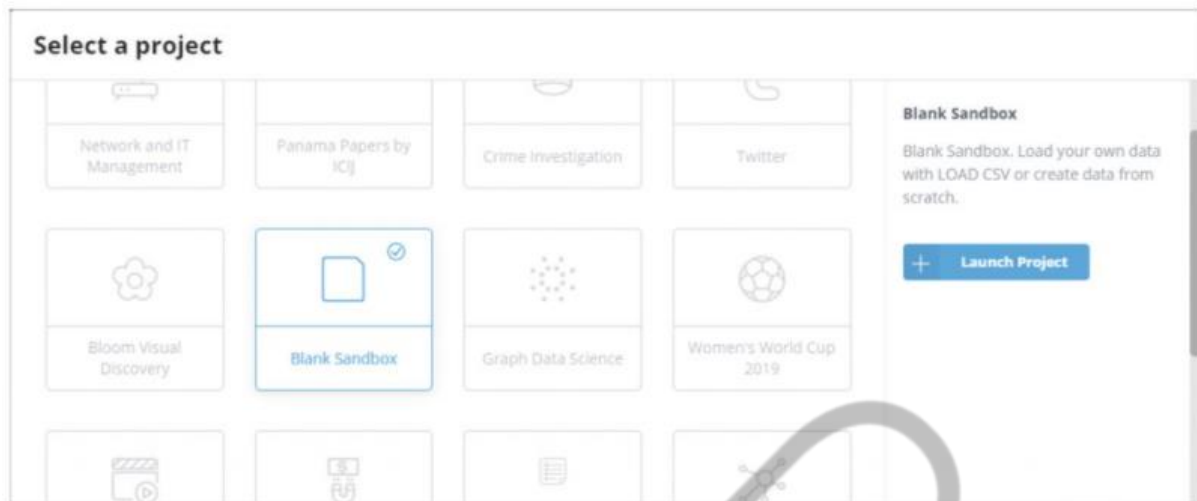 Select a project
Network and IT
Management
Panama Papers by
ICIJ
Crime Investigation
Twitter
Blank Sandbox
Blank Sandbox. Load your own data
with LOAD CSV or create data from
scratch.
Launch Project
Bloom Visual
Discovery
Blank Sandbox
Graph Data Science
Women's World Cup
2019